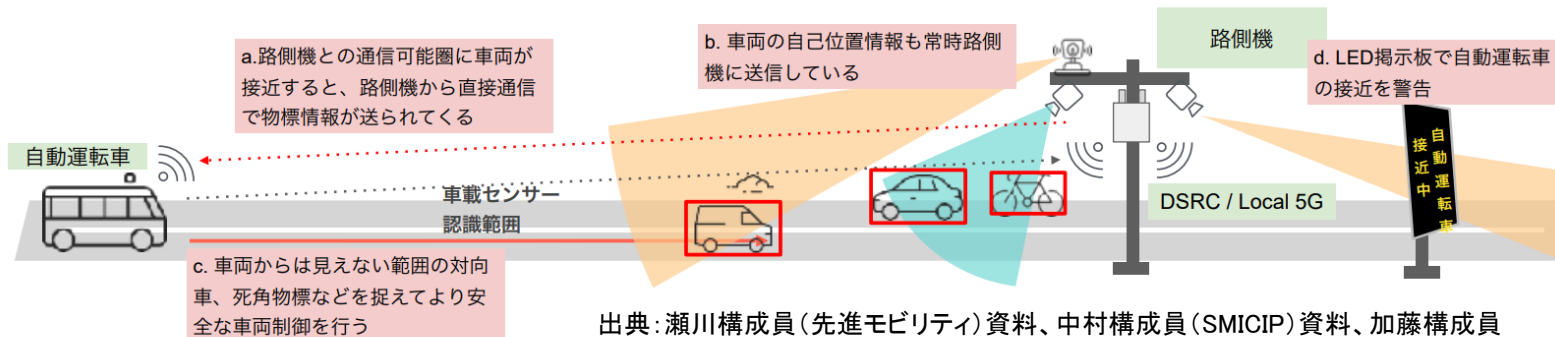 a.路側機との通信可能圏に車両が
接近すると、路側機から直接通信
で物標情報が送られてくる
b. 車両の自己位置情報も常時路側
機に送信している
路側機
d. LED掲示板で自動運転車
の接近を警告
自動運転車
接近中
自動運転車
車載センサー
認識範囲
DSRC / Local 5G
c. 車両からは見えない範囲の対向
車、死角物標などを捉えてより安
全な車両制御を行う
出典：瀬川構成員（先進モビリティ）資料、中村構成員（SMICIP）資料、加藤構成員